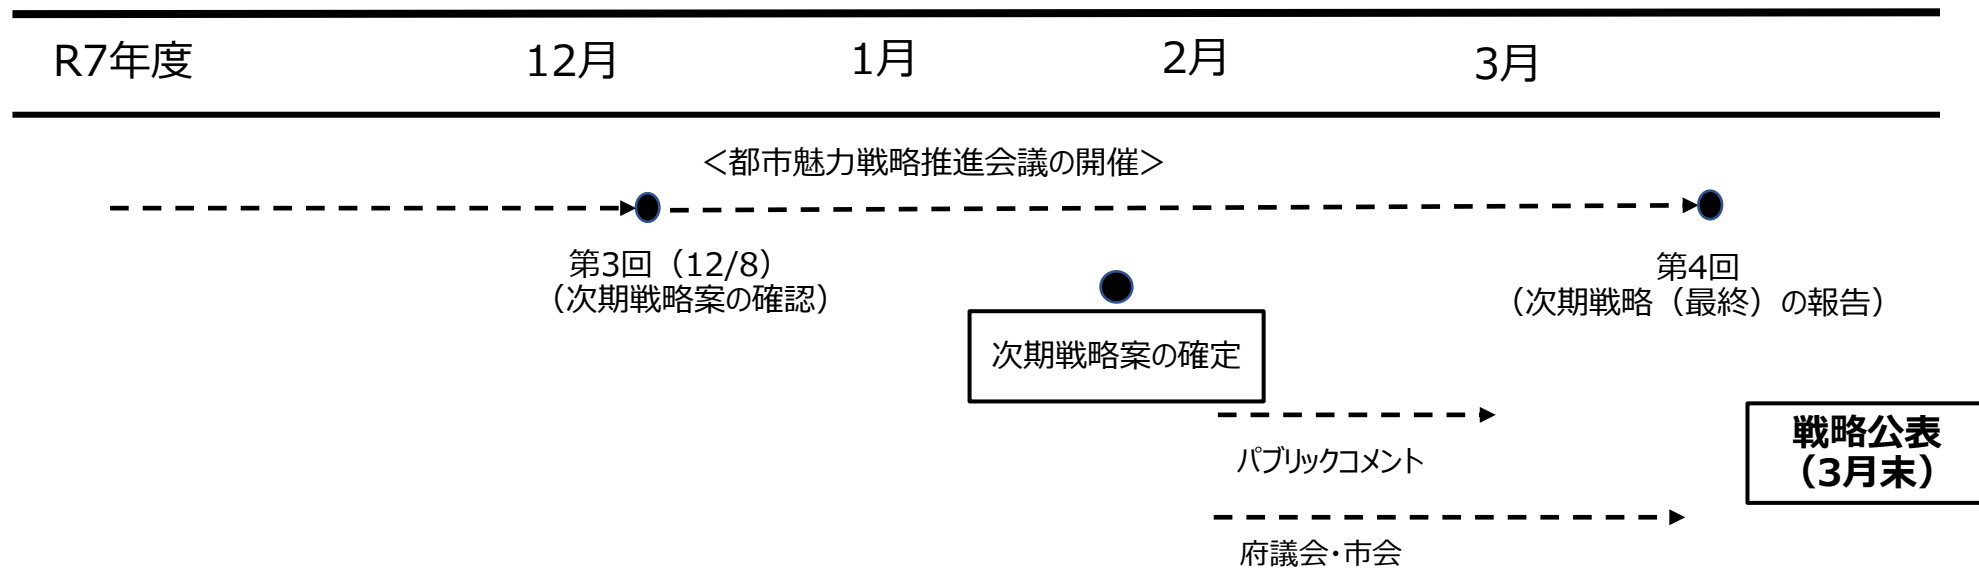 R7年度 12月 1月 2月 3月
＜都市魅力戦略推進会議の開催＞
第3回（12/8）
（次期戦略案の確認）
第4回
（次期戦略（最終）の報告）
次期戦略案の確定
パブリックコメント
戦略公表
（3月末）
府議会・市会